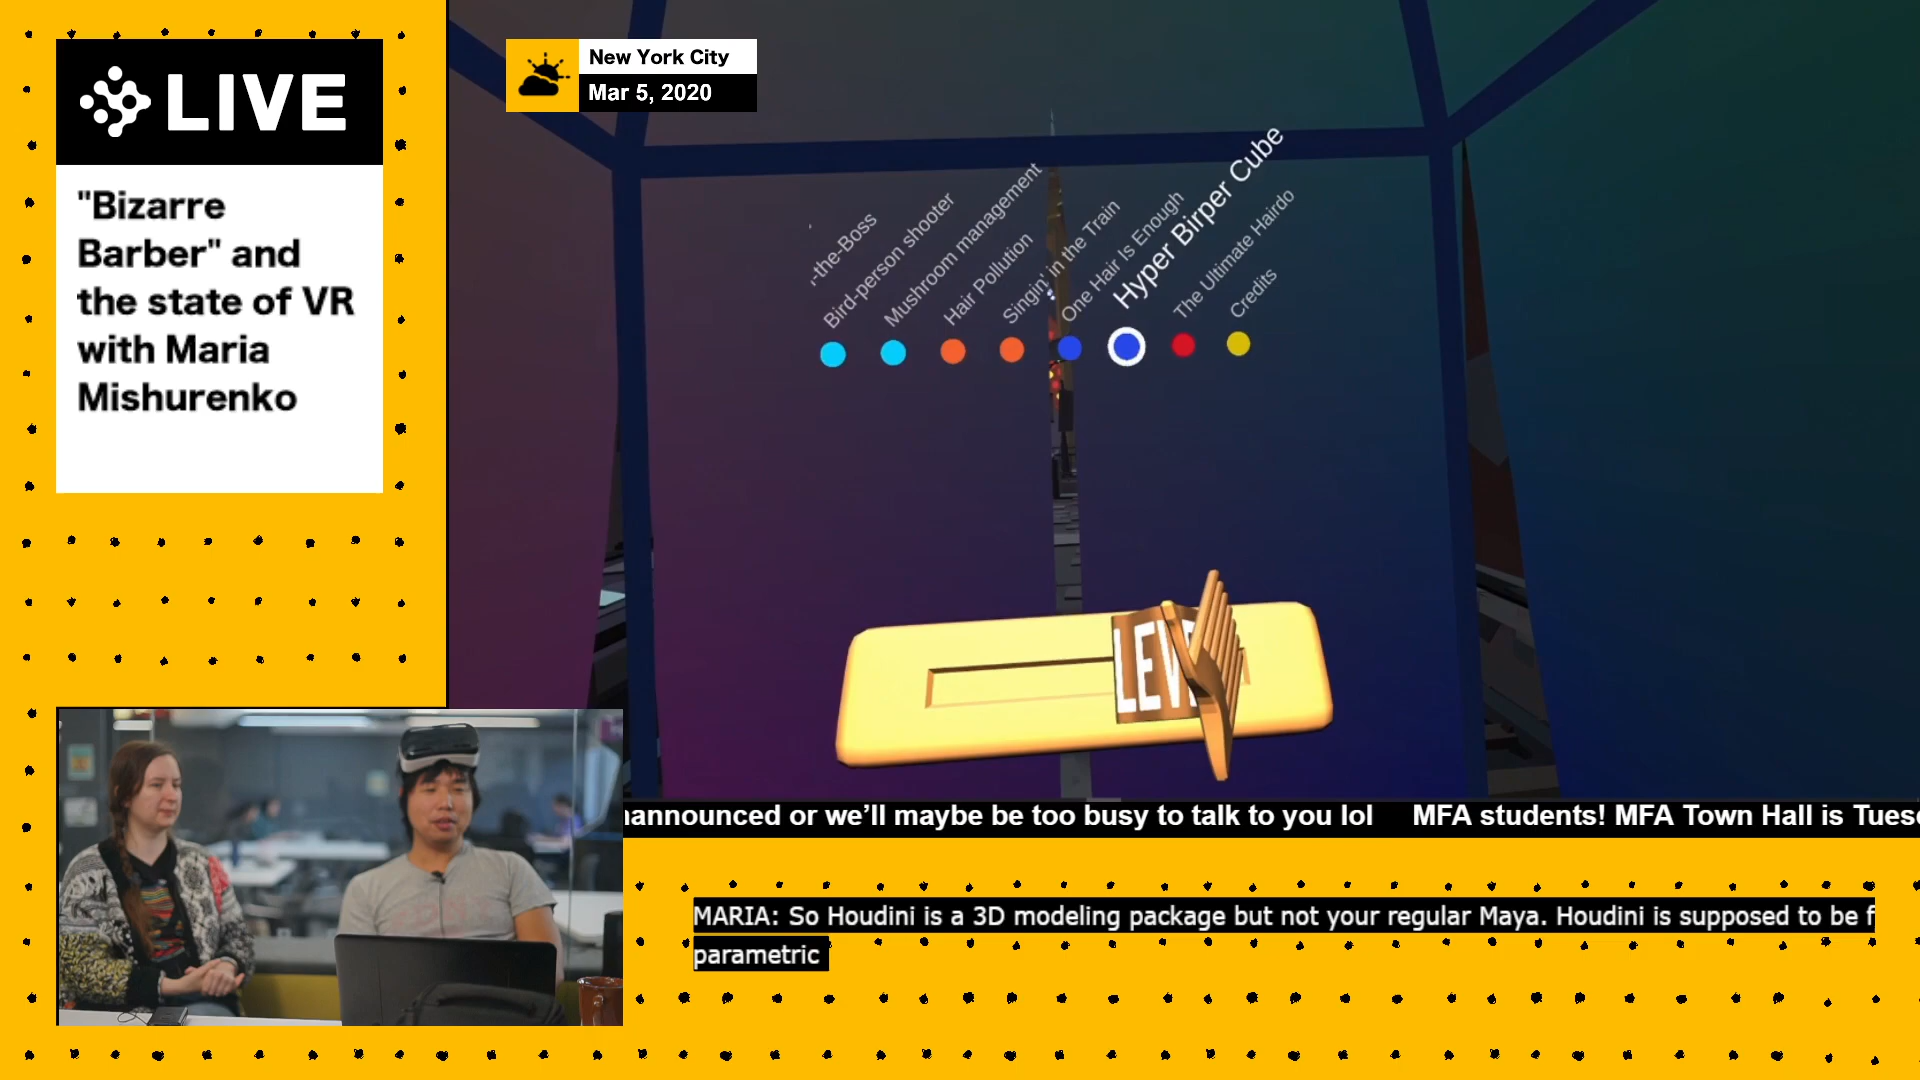 LIVE
"Bizarre
Barber" and
the state of VR
with Maria
Mishurenko
New York City
Mar 5, 2020
-the-Boss
Bird-person shooter
Mushroom management
Hair Pollution
Singin' in the Train
One Hair Is Enough
Hyper Birper Cube
The Ultimate Hairdo
Credits
LEV
nannounced or we'll maybe be too busy to talk to you lol MFA students! MFA Town Hall is Tues
MARIA: So Houdini is a 3D modeling package but not your regular Maya. Houdini is supposed to be f
parametric